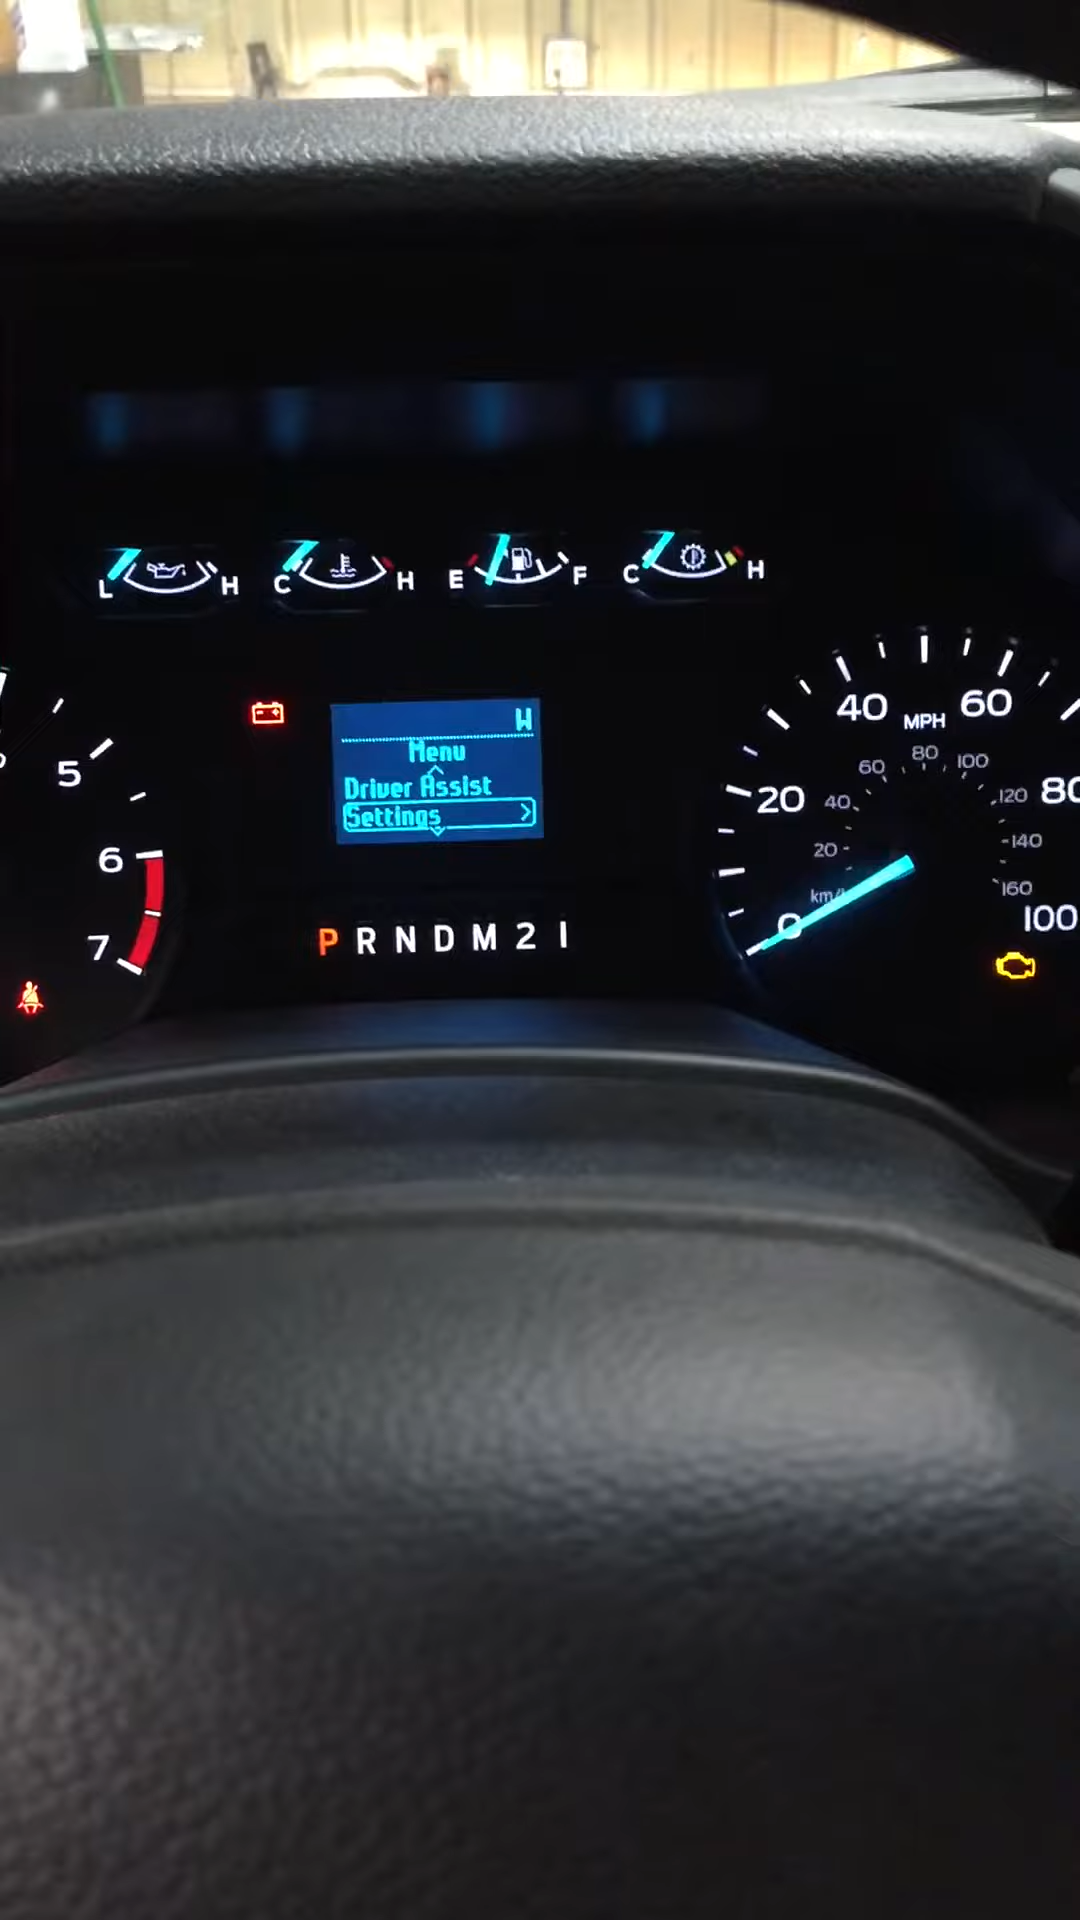 L H C H E F C H
W
Menu
Driver Assist
Settings >
5
6
7
P R N D M 2 1
0 20 40 60 80 100
MPH
20 40 60 80 100 120 140 160